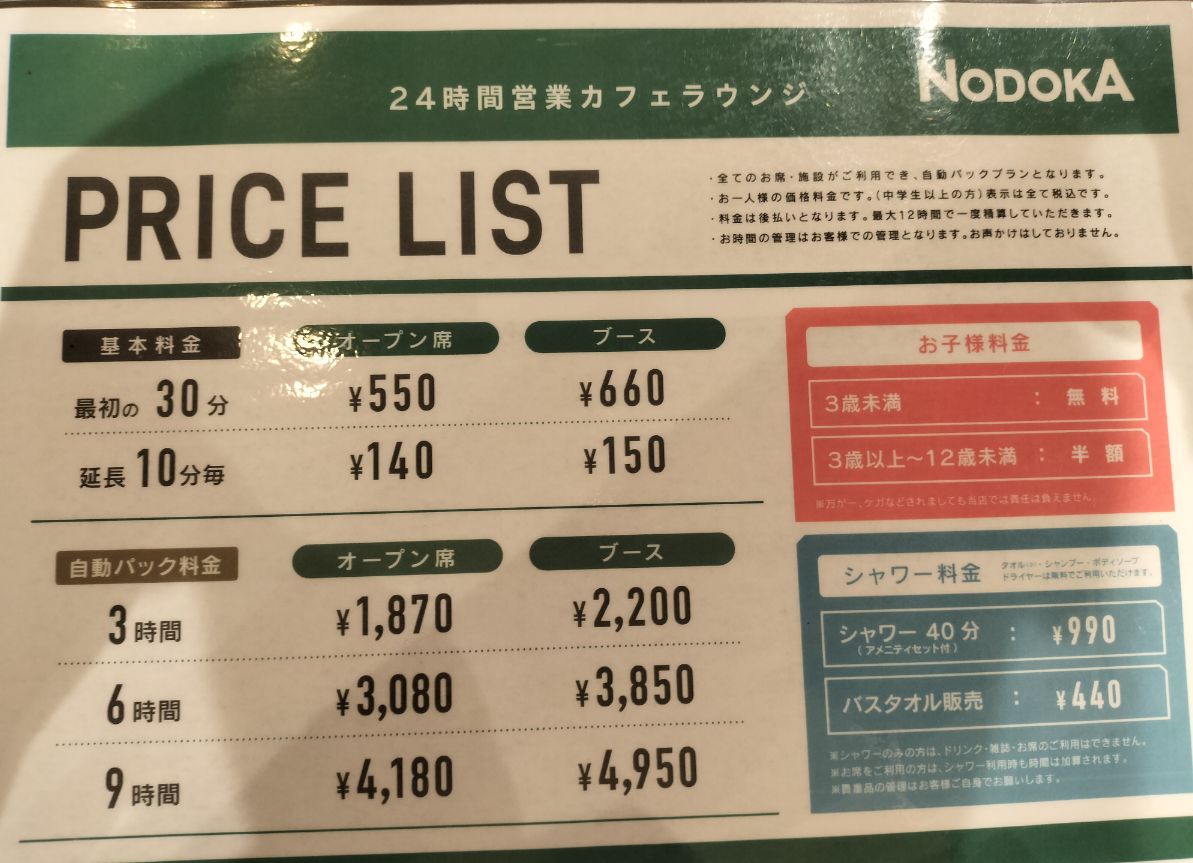 24時間営業カフェラウンジ
NODOKA
PRICE LIST
・全てのお席・施設がご利用でき、自動パックプランとなります。
・お一人様の価格料金です。(中学生以上の方)表示は全て税込です。
・料金は後払いとなります。最大12時間で一度精算していただきます。
・お時間の管理はお客様での管理となります。お声かけはしておりません。
基本料金 オープン席 ブース
最初の 30分 ¥550 ¥660
延長 10分毎 ¥140 ¥150
自動パック料金 オープン席 ブース
3時間 ¥1,870 ¥2,200
6時間 ¥3,080 ¥3,850
9時間 ¥4,180 ¥4,950
お子様料金
3歳未満 : 無料
3歳以上〜12歳未満 : 半額
※万が一、ケガなどされましても当店では責任は負えません。
シャワー料金
タオル・シャンプー・ボディソープ
ドライヤーは無料でご利用いただけます。
シャワー 40分 : ¥990
(アメニティセット付)
バスタオル販売 : ¥440
※シャワーのみの方は、ドリンク・雑誌・お席のご利用はできません。
※お席をご利用の方は、シャワー利用時も時間は加算されます。
※貴重品の管理はお客様ご自身でお願いします。